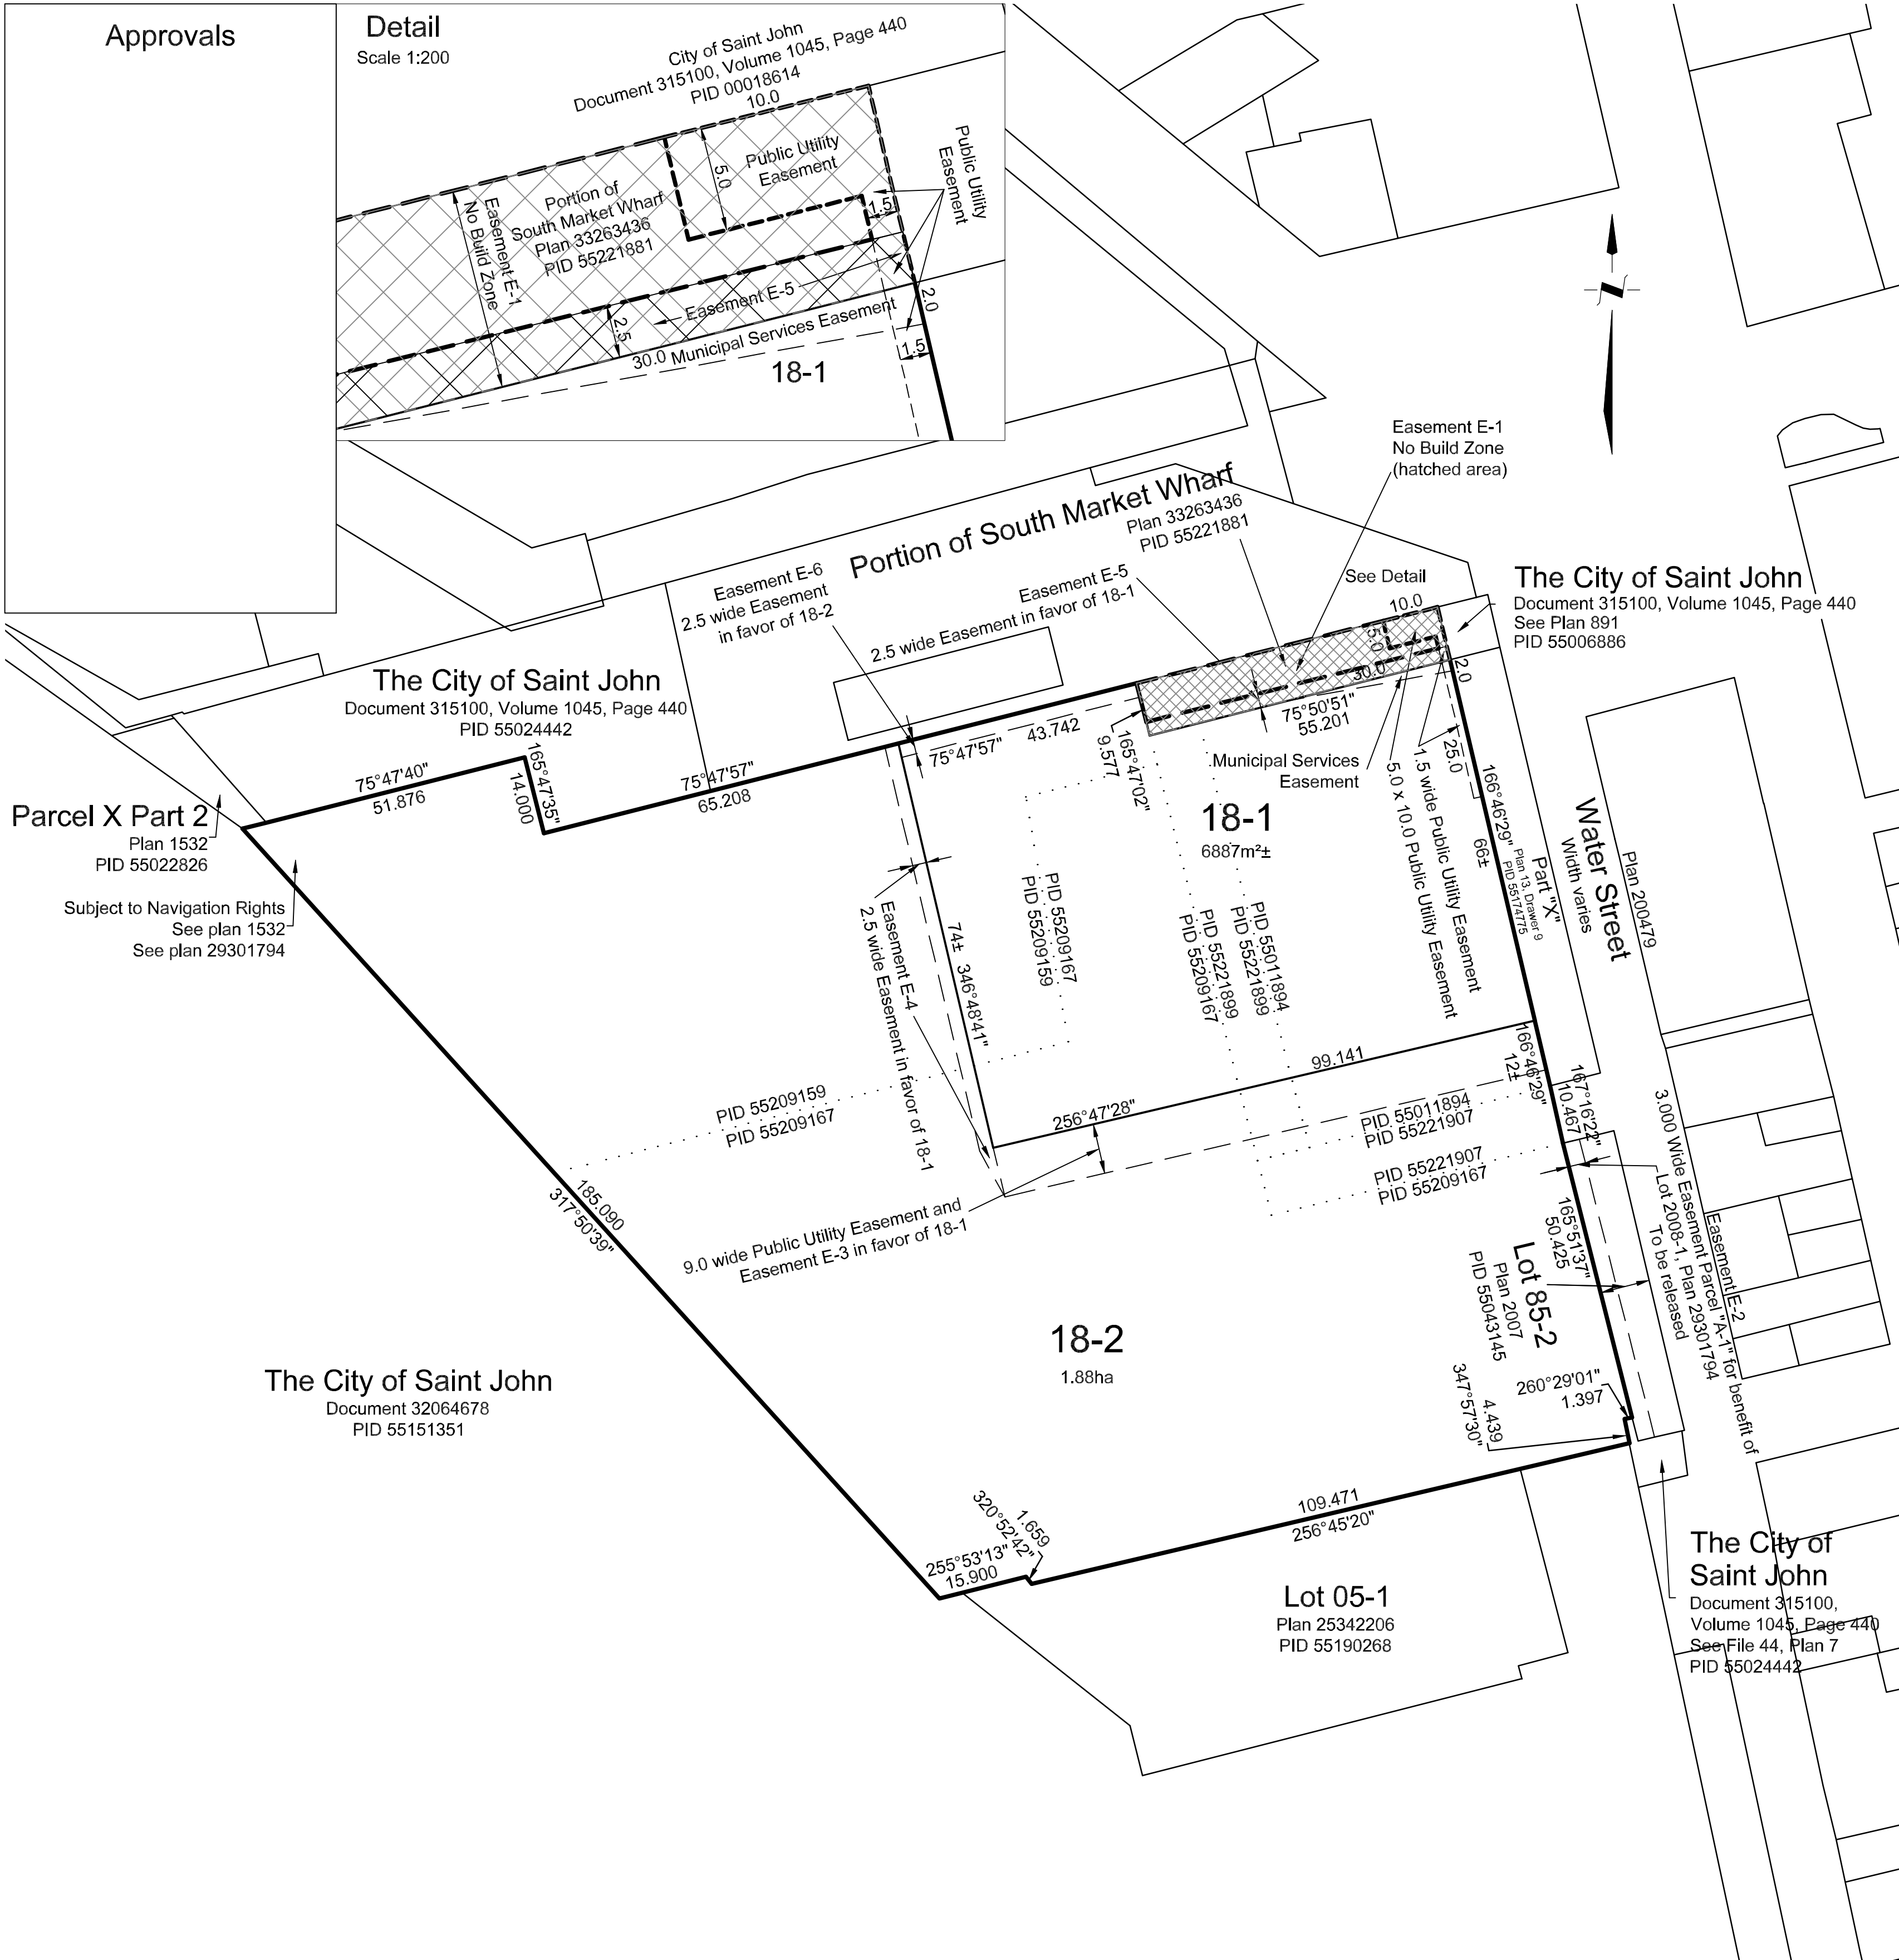 Approvals
Detail
Scale 1:200
City of Saint John
Document 315100, Volume 1045, Page 440
PID 00018614
10.0
Public Utility
Easement
5.0
Public Utility
Easement
1.5
Portion of
South Market Wharf
Plan 33263436
PID 55221881
Easement E-1
No Build Zone
Easement E-5
2.5
30.0
Municipal Services Easement
2.0
1.5
18-1
N
Easement E-1
No Build Zone
(hatched area)
Portion of South Market Wharf
Plan 33263436
PID 55221881
Easement E-6
2.5 wide Easement
in favor of 18-2
Easement E-5
2.5 wide Easement in favor of 18-1
See Detail
10.0
5.0
30.0
2.0
The City of Saint John
Document 315100, Volume 1045, Page 440
See Plan 891
PID 55006886
The City of Saint John
Document 315100, Volume 1045, Page 440
PID 55024442
75°47'40"
51.876
165°47'35"
14.000
75°47'57"
65.208
75°47'57"
43.742
165°47'02"
9.577
75°50'51"
55.201
Municipal Services
Easement
25.0
1.5 wide Public Utility Easement
5.0 x 10.0 Public Utility Easement
166°46'29"
66±
Part "X"
Plan 13, Drawer 9
PID 55174775
Water Street
Width varies
Plan 200479
Parcel X Part 2
Plan 1532
PID 55022826
Subject to Navigation Rights
See plan 1532
See plan 29301794
18-1
6887m²±
PID 55209167
PID 55209159
PID 55011894
PID 55221899
PID 55221899
PID 55209167
Easement E-4
2.5 wide Easement in favor of 18-1
74±
346°48'41"
99.141
256°47'28"
166°46'29"
12±
167°16'22"
10.467
PID 55209159
PID 55209167
PID 55011894
PID 55221907
PID 55221907
PID 55209167
185.090
317°50'39"
9.0 wide Public Utility Easement and
Easement E-3 in favor of 18-1
165°51'37"
50.425
Easement E-2
3.000 Wide Easement Parcel "A-1" for benefit of
Lot 2008-1, Plan 29301794
To be released
Lot 85-2
Plan 2007
PID 55043145
18-2
1.88ha
260°29'01"
1.397
4.439
347°57'30"
The City of Saint John
Document 32064678
PID 55151351
109.471
256°45'20"
1.659
320°52'42"
255°53'13"
15.900
Lot 05-1
Plan 25342206
PID 55190268
The City of
Saint John
Document 315100,
Volume 1045, Page 440
See File 44, Plan 7
PID 55024442